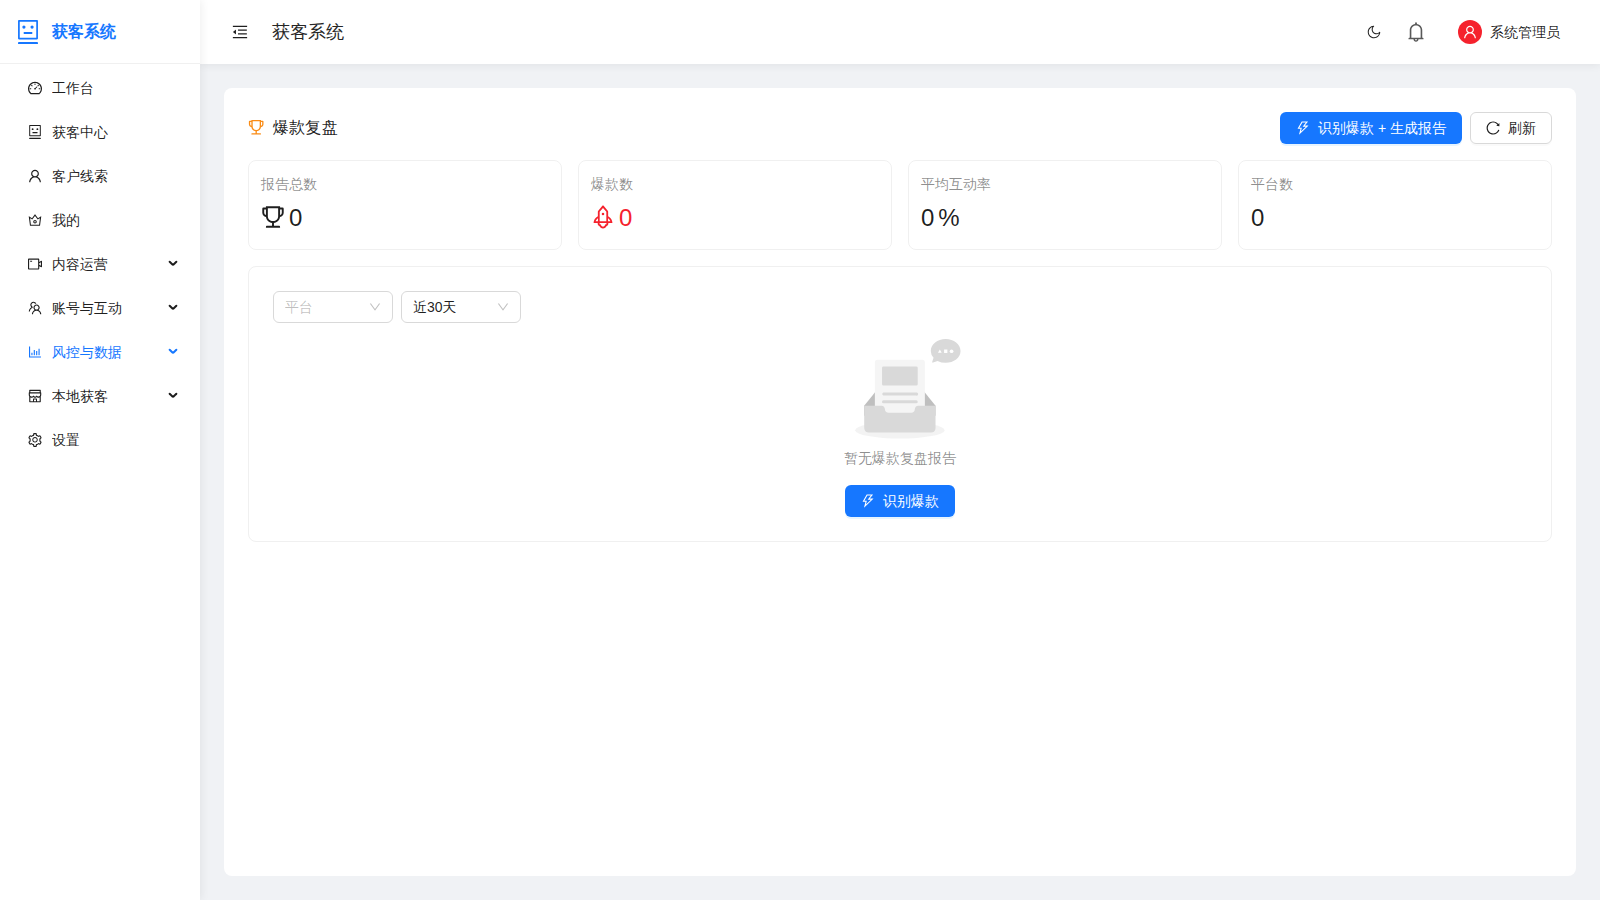 获客系统
获客系统
系统管理员
工作台
获客中心
客户线索
我的
内容运营
账号与互动
风控与数据
本地获客
设置
爆款复盘
识别爆款 + 生成报告
刷新
报告总数
0
爆款数
0
平均互动率
0 %
平台数
0
平台
近30天
暂无爆款复盘报告
识别爆款